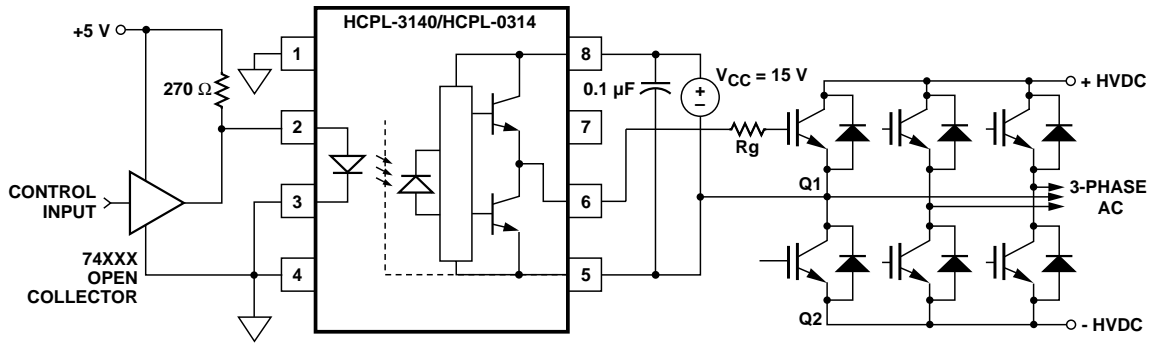 HCPL-3140/HCPL-0314
+5 V
270 Ω
1
2
3
4
8
7
6
5
0.1 µF
VCC = 15 V
+
–
Rg
+ HVDC
- HVDC
Q1
Q2
3-PHASE
AC
CONTROL
INPUT
74XXX
OPEN
COLLECTOR